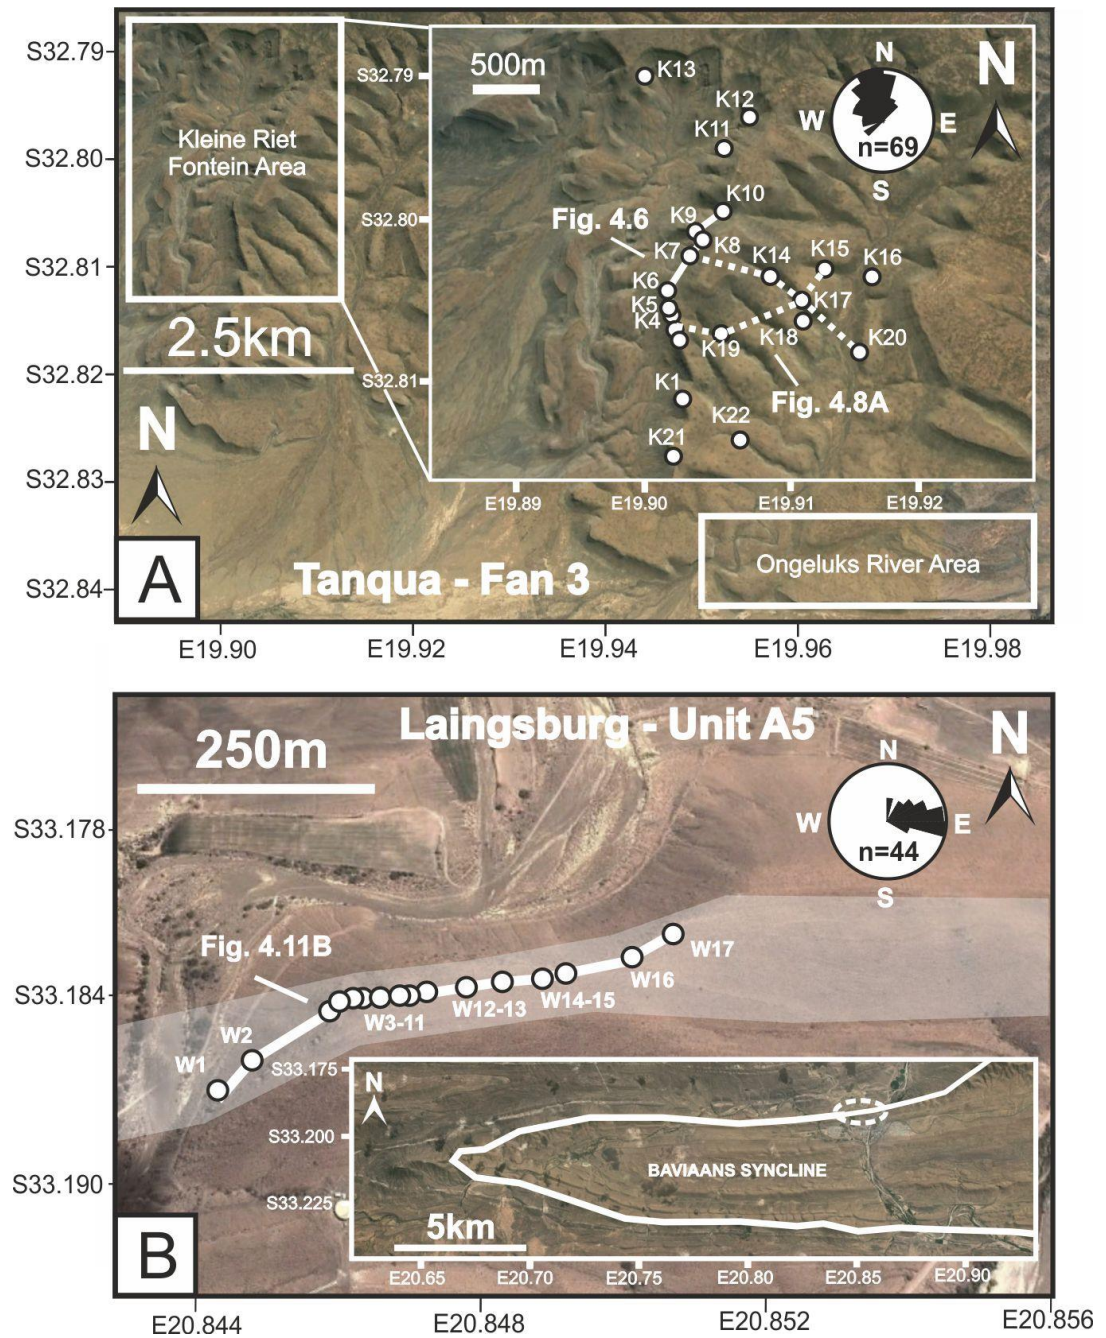 S32.79
S32.80
S32.81
S32.82
S32.83
S32.84
Kleine Riet
Fontein Area
2.5km
N
500m
S32.79
S32.80
S32.81
K13
K12
K11
K10
K9
K8
K7
K6
K5
K4
K1
K14
K15
K16
K17
K18
K19
K20
K21
K22
Fig. 4.6
Fig. 4.8A
N
W
E
S
n=69
N
E19.89
E19.90
E19.91
E19.92
Ongeluks River Area
Tanqua - Fan 3
A
E19.90
E19.92
E19.94
E19.96
E19.98
Laingsburg - Unit A5
250m
N
W
E
S
n=44
N
S33.178
S33.184
S33.190
Fig. 4.11B
W1
W2
W3-11
W12-13
W14-15
W16
W17
N
S33.175
S33.200
S33.225
BAVIAANS SYNCLINE
5km
E20.65
E20.70
E20.75
E20.80
E20.85
E20.90
B
E20.844
E20.848
E20.852
E20.856